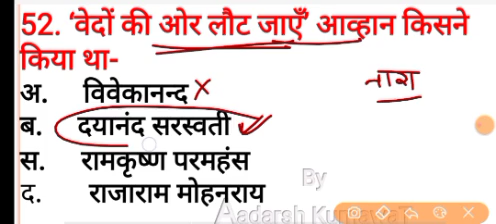 52. ‘वेदों की ओर लौट जाएँ’ आव्हान किसने
किया था-
अ. विवेकानन्द
ब. दयानंद सरस्वती
स. रामकृष्ण परमहंस
द. राजाराम मोहनराय
By